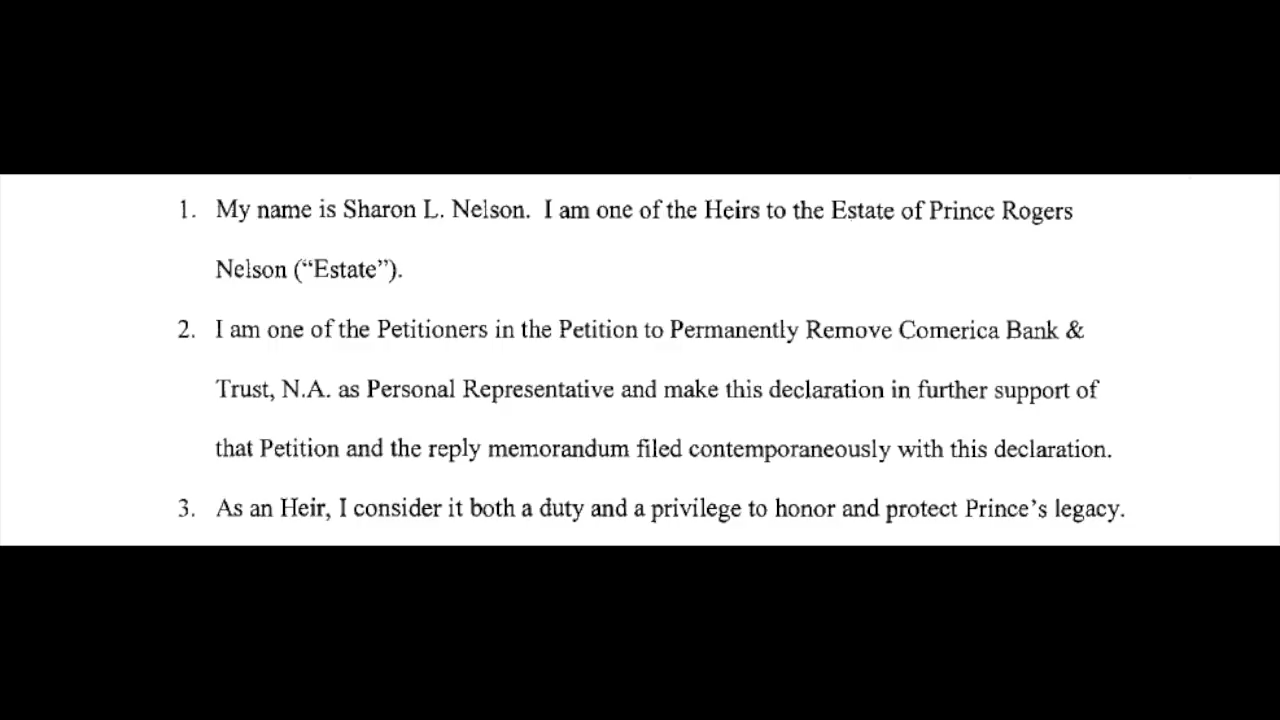 1. My name is Sharon L. Nelson. I am one of the Heirs to the Estate of Prince Rogers
Nelson (“Estate”).
2. I am one of the Petitioners in the Petition to Permanently Remove Comerica Bank &
Trust, N.A. as Personal Representative and make this declaration in further support of
that Petition and the reply memorandum filed contemporaneously with this declaration.
3. As an Heir, I consider it both a duty and a privilege to honor and protect Prince’s legacy.